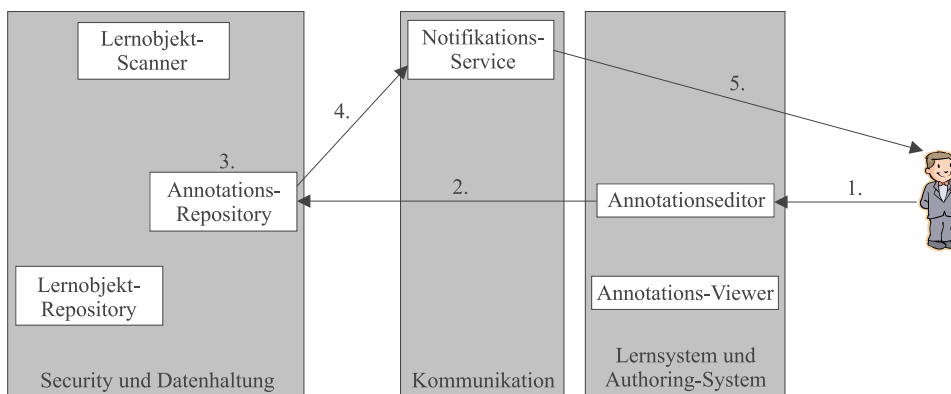 Lernobjekt-
Scanner
Notifikations-
Service
5.
4.
3.
Annotations-
Repository
2.
Annotationseditor
1.
Lernobjekt-
Repository
Annotations-Viewer
Security und Datenhaltung
Kommunikation
Lernsystem und
Authoring-System